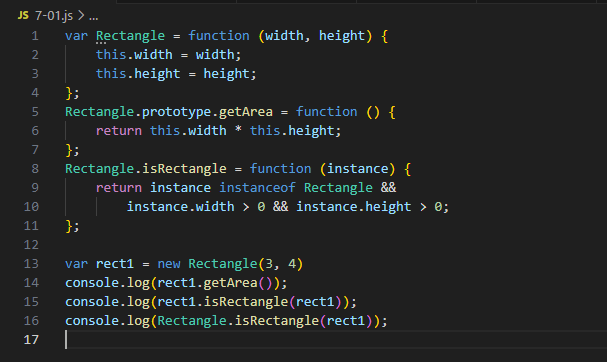 JS 7-01.js > ...
1 var Rectangle = function (width, height) {
2     this.width = width;
3     this.height = height;
4 };
5 Rectangle.prototype.getArea = function () {
6     return this.width * this.height;
7 };
8 Rectangle.isRectangle = function (instance) {
9     return instance instanceof Rectangle &&
10         instance.width > 0 && instance.height > 0;
11 };
12
13 var rect1 = new Rectangle(3, 4)
14 console.log(rect1.getArea());
15 console.log(rect1.isRectangle(rect1));
16 console.log(Rectangle.isRectangle(rect1));
17